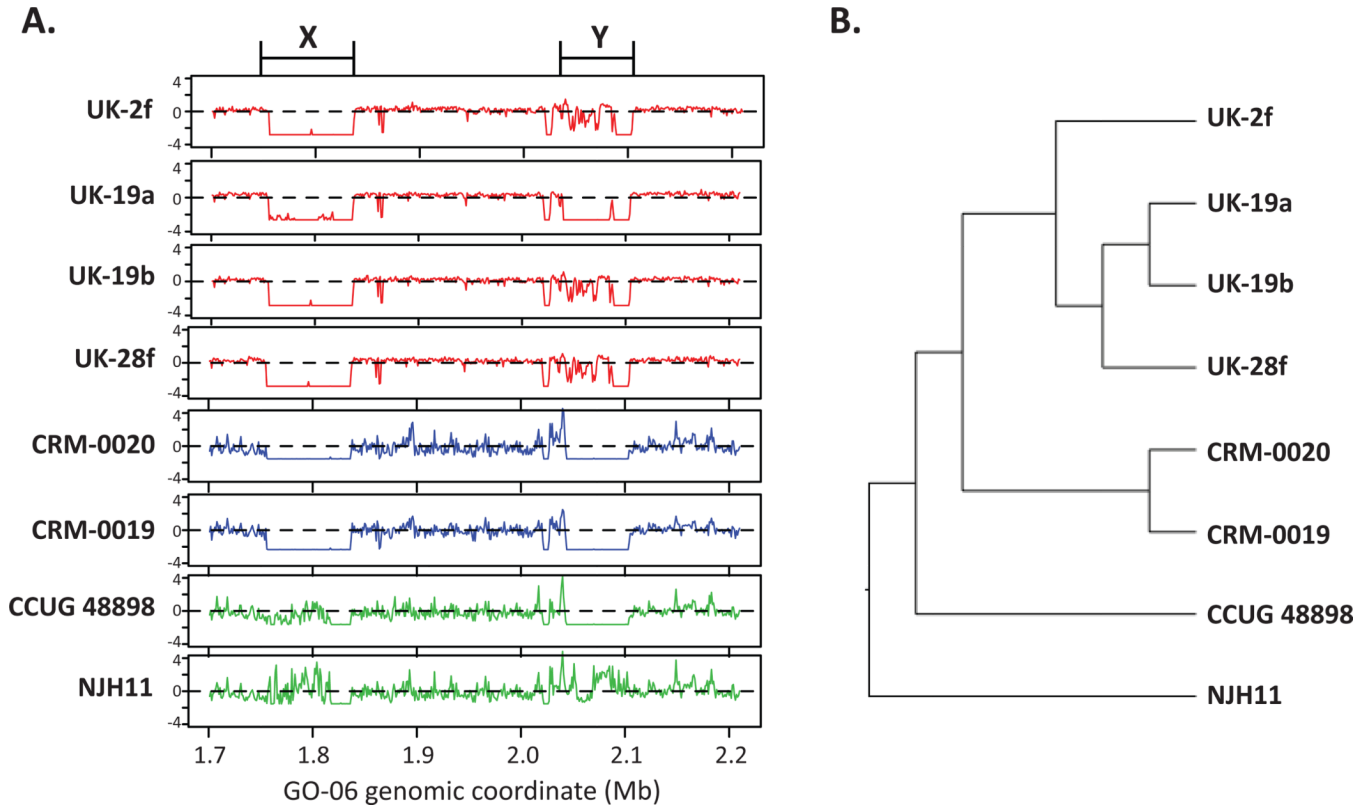 A.
X
Y
UK-2f
4
0
-4
UK-19a
4
0
-4
UK-19b
4
0
-4
UK-28f
4
0
-4
CRM-0020
4
0
-4
CRM-0019
4
0
-4
CCUG 48898
4
0
-4
NJH11
4
0
-4
1.7 1.8 1.9 2.0 2.1 2.2
GO-06 genomic coordinate (Mb)
B.
UK-2f
UK-19a
UK-19b
UK-28f
CRM-0020
CRM-0019
CCUG 48898
NJH11